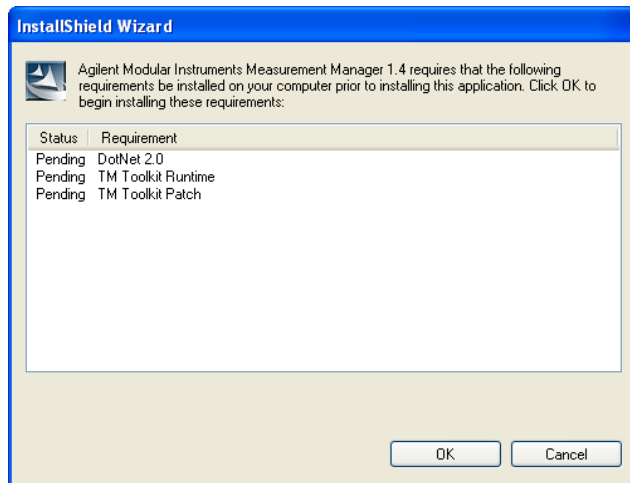 InstallShield Wizard
Agilent Modular Instruments Measurement Manager 1.4 requires that the following
requirements be installed on your computer prior to installing this application. Click OK to
begin installing these requirements:
Status Requirement
Pending DotNet 2.0
Pending TM Toolkit Runtime
Pending TM Toolkit Patch
OK Cancel